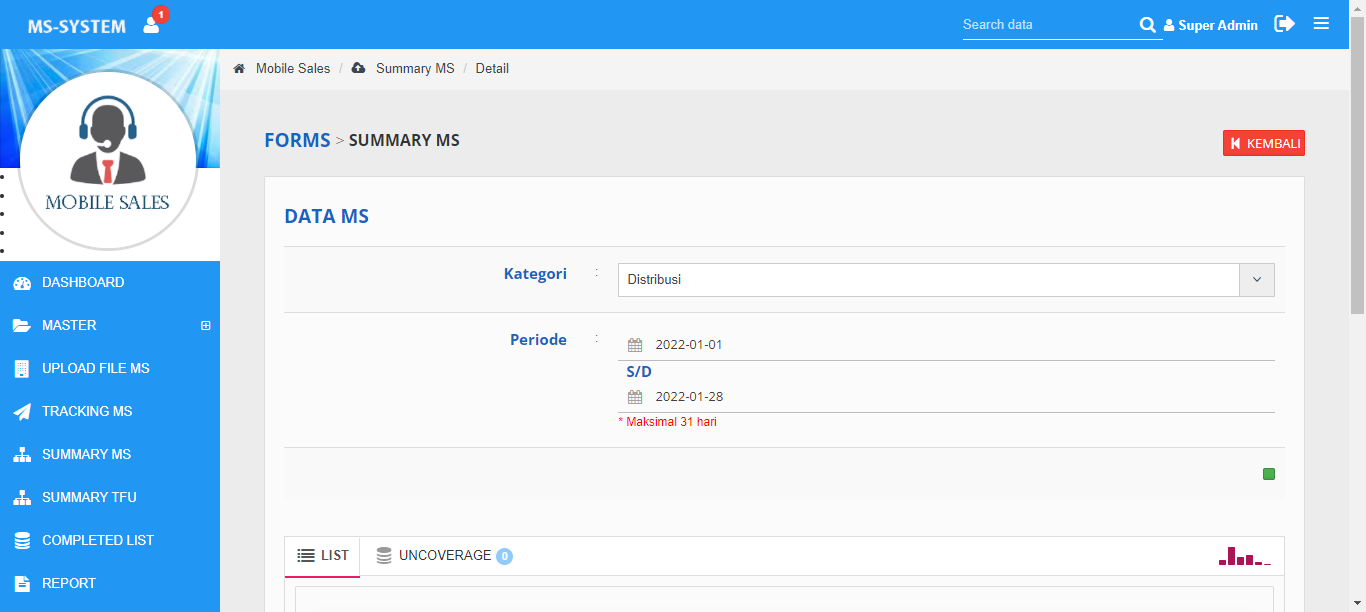 MS-SYSTEM
1
Search data
Super Admin
Mobile Sales / Summary MS / Detail
MOBILE SALES
DASHBOARD
MASTER
UPLOAD FILE MS
TRACKING MS
SUMMARY MS
SUMMARY TFU
COMPLETED LIST
REPORT
FORMS > SUMMARY MS
KEMBALI
DATA MS
Kategori : Distribusi
Periode : 2022-01-01
S/D
2022-01-28
* Maksimal 31 hari
LIST
UNCOVERAGE 0